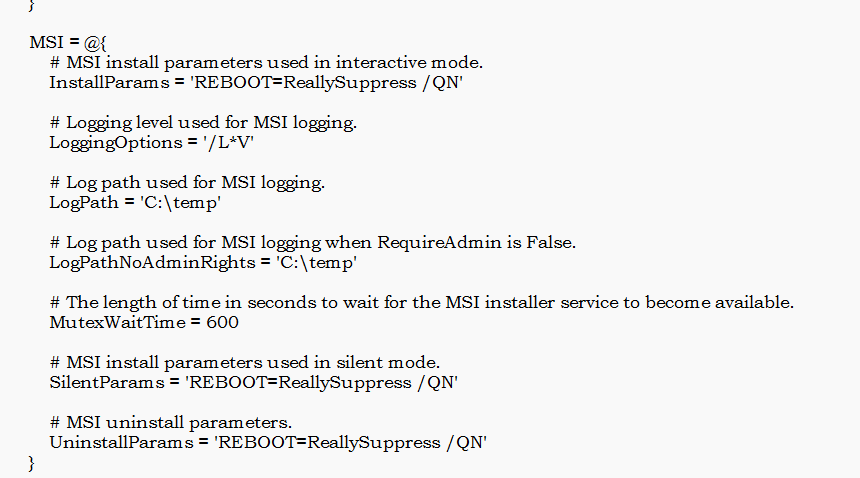 }
MSI = @{
# MSI install parameters used in interactive mode.
InstallParams = 'REBOOT=ReallySuppress /QN'
# Logging level used for MSI logging.
LoggingOptions = '/L*V'
# Log path used for MSI logging.
LogPath = 'C:\temp'
# Log path used for MSI logging when RequireAdmin is False.
LogPathNoAdminRights = 'C:\temp'
# The length of time in seconds to wait for the MSI installer service to become available.
MutexWaitTime = 600
# MSI install parameters used in silent mode.
SilentParams = 'REBOOT=ReallySuppress /QN'
# MSI uninstall parameters.
UninstallParams = 'REBOOT=ReallySuppress /QN'
}